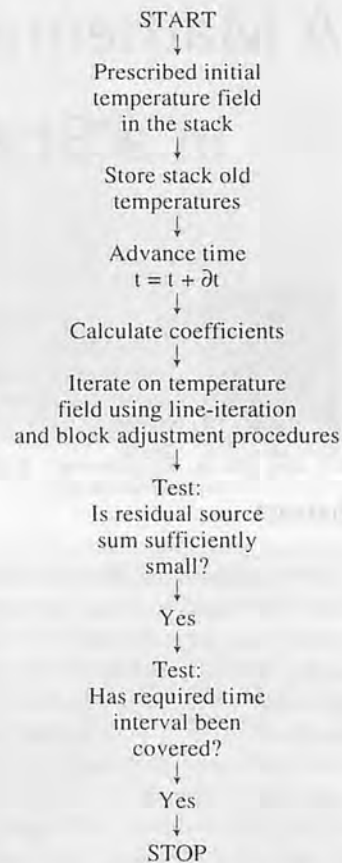 START
↓
Prescribed initial
temperature field
in the stack
↓
Store stack old
temperatures
↓
Advance time
t = t + ∂t
↓
Calculate coefficients
↓
Iterate on temperature
field using line-iteration
and block adjustment procedures
↓
Test:
Is residual source
sum sufficiently
small?
↓
Yes
↓
Test:
Has required time
interval been
covered?
↓
Yes
↓
STOP